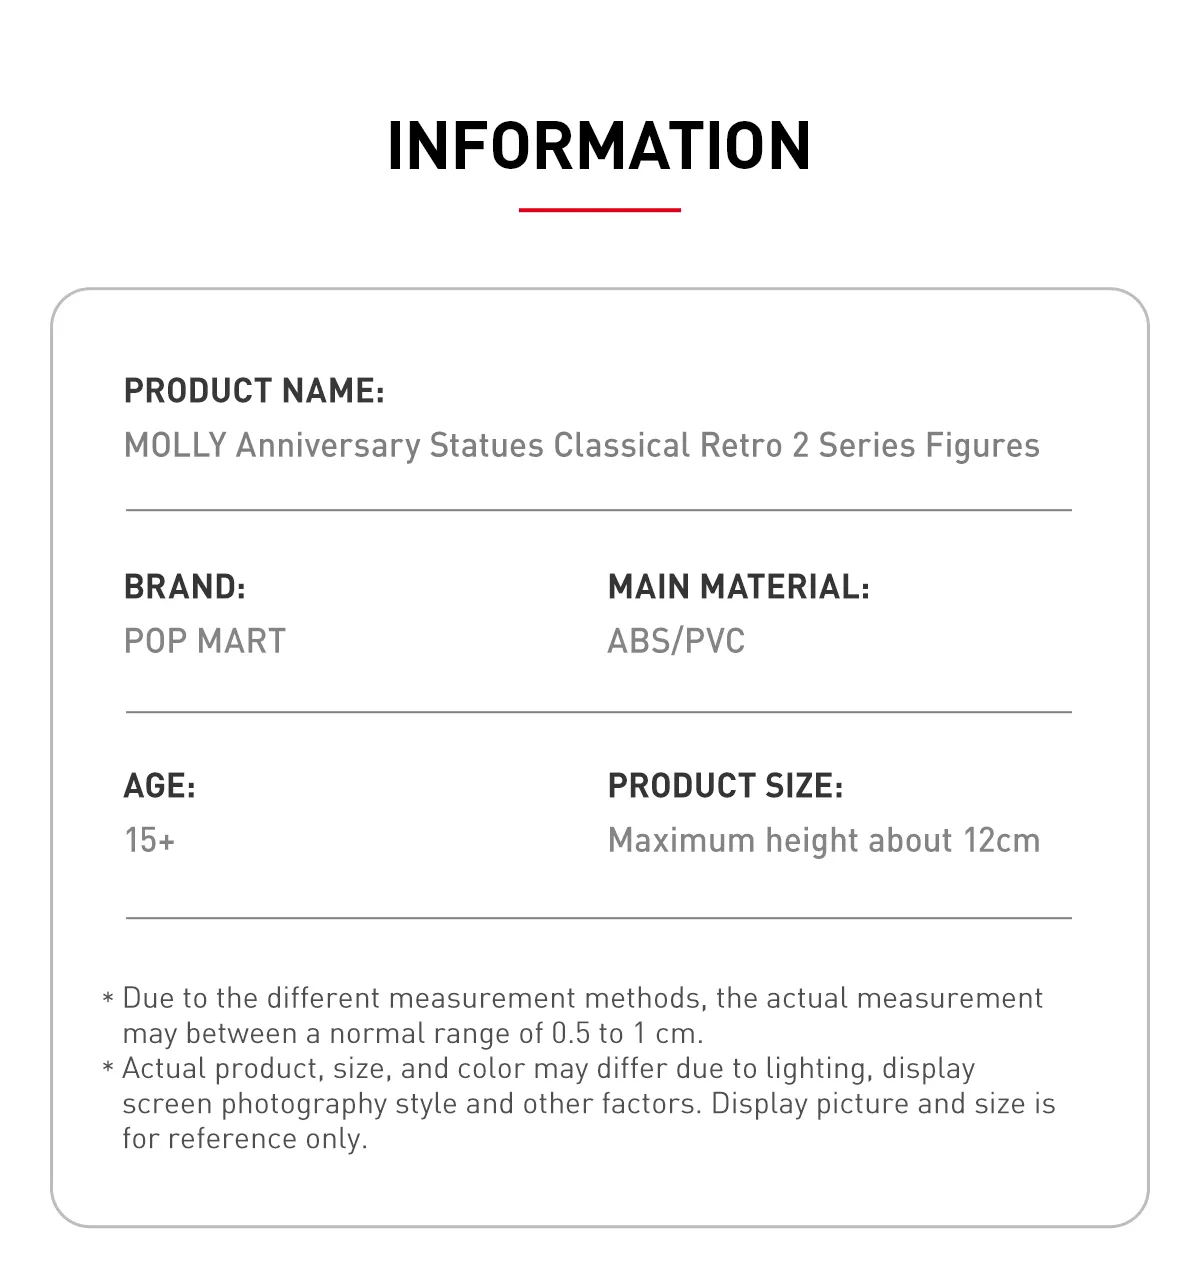 INFORMATION
PRODUCT NAME:
MOLLY Anniversary Statues Classical Retro 2 Series Figures
BRAND:
POP MART
MAIN MATERIAL:
ABS/PVC
AGE:
15+
PRODUCT SIZE:
Maximum height about 12cm
* Due to the different measurement methods, the actual measurement
may between a normal range of 0.5 to 1 cm.
* Actual product, size, and color may differ due to lighting, display
screen photography style and other factors. Display picture and size is
for reference only.